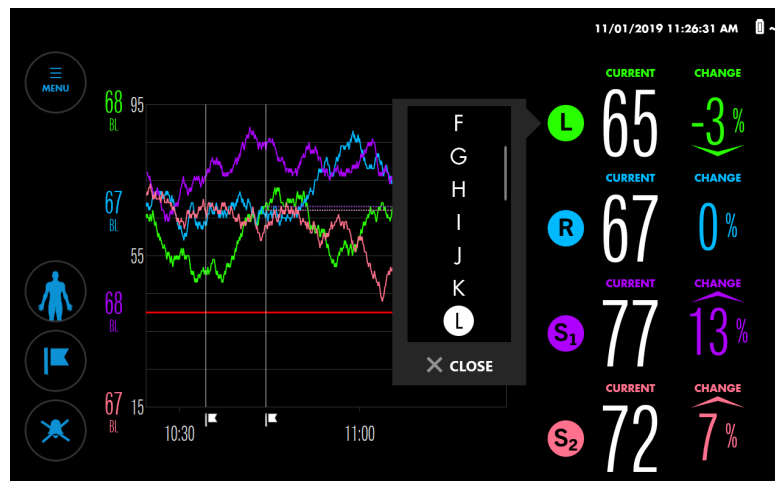 11/01/2019 11:26:31 AM
MENU
68
BL
67
BL
68
BL
67
BL
95
55
15
10:30
11:00
F
G
H
I
J
K
L
CLOSE
CURRENT CHANGE
L 65 -3%
CURRENT CHANGE
R 67 0%
CURRENT CHANGE
S1 77 13%
CURRENT CHANGE
S2 72 7%